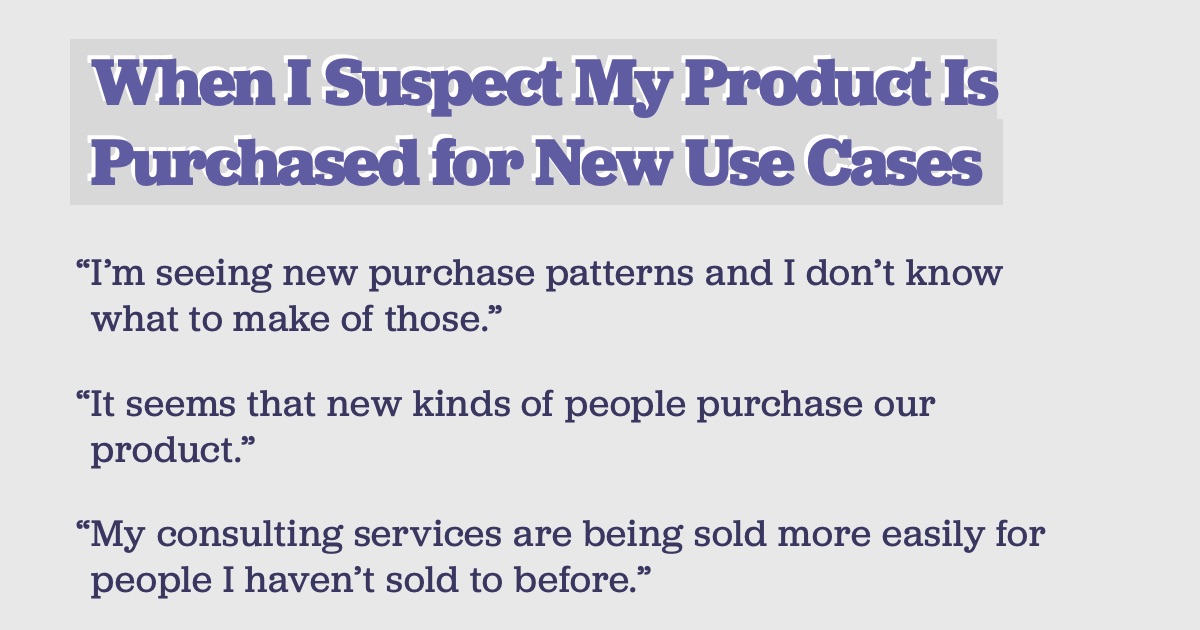 When I Suspect My Product Is
Purchased for New Use Cases
“I’m seeing new purchase patterns and I don’t know
what to make of those.”
“It seems that new kinds of people purchase our
product.”
“My consulting services are being sold more easily for
people I haven’t sold to before.”